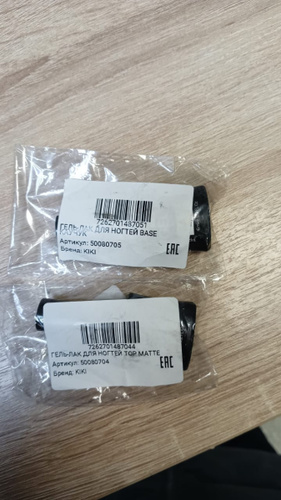 7262701487051
ГЕЛЬ-ЛАК ДЛЯ НОГТЕЙ BASE
КАУЧУК
Артикул: 50080705
Бренд: KIKI
EAC
7262701487044
ГЕЛЬ-ЛАК ДЛЯ НОГТЕЙ TOP MATTE
Артикул: 50080704
Бренд: KIKI
EAC